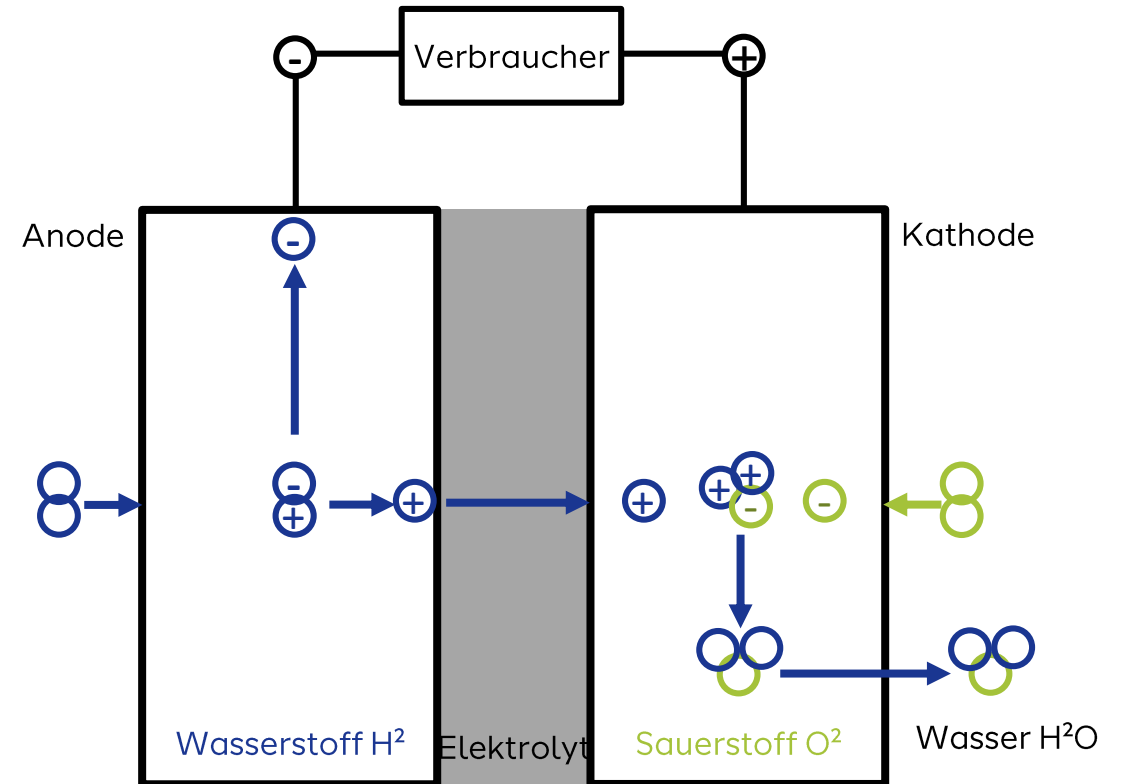 Verbraucher
Anode
Kathode
Wasserstoff H²
Elektrolyt
Sauerstoff O²
Wasser H²O